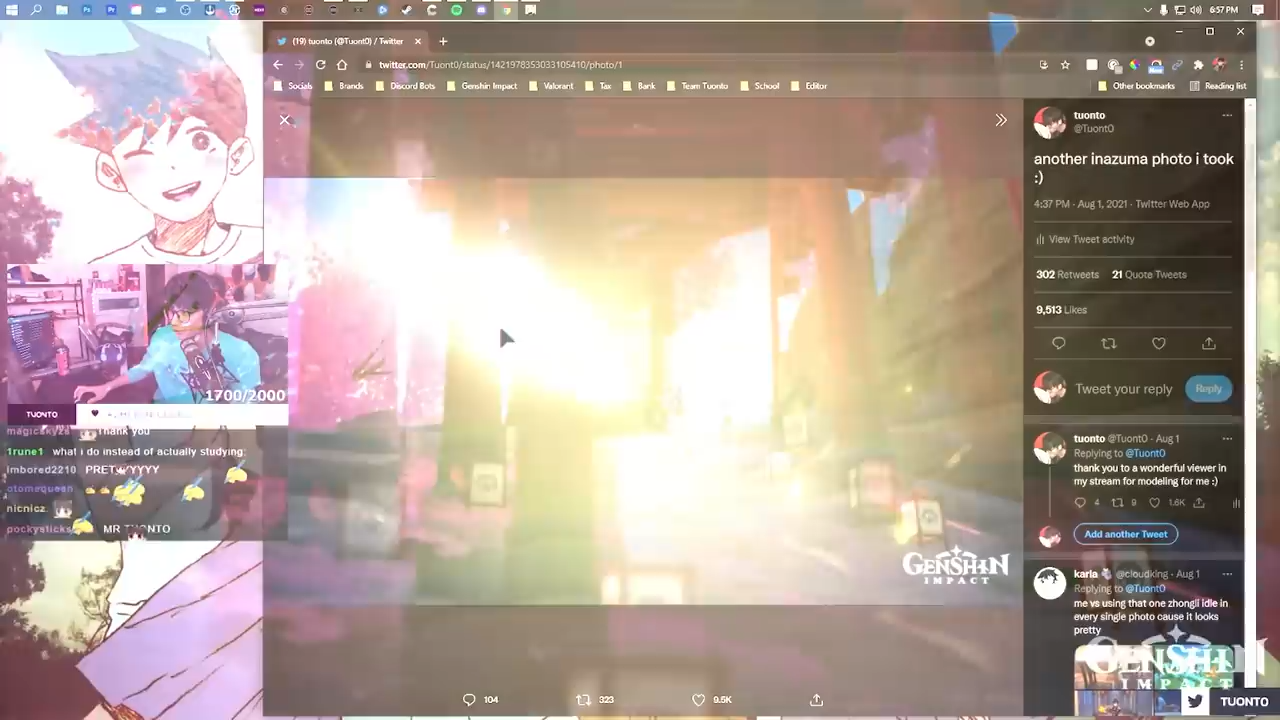 6:57 PM
(19) tuonto (@Tuont0) / Twitter
twitter.com/Tuont0/status/1421978353033105410/photo/1
Socials Brands Discord Bots Genshin Impact Valorant Tax Bank Team Tuonto School Editor Other bookmarks Reading list
tuonto
@Tuont0
another inazuma photo i took
:)
4:37 PM · Aug 1, 2021 · Twitter Web App
View Tweet activity
302 Retweets 21 Quote Tweets
9,513 Likes
Tweet your reply Reply
tuonto @Tuont0 · Aug 1
Replying to @Tuont0
thank you to a wonderful viewer in
my stream for modeling for me :)
4 9 1.6K
Add another Tweet
karla @cloudking · Aug 1
Replying to @Tuont0
me vs using that one zhongli idle in
every single photo cause it looks
pretty
GENSHIN
IMPACT
104 323 9.5K
1700/2000
TUONTO
magicskyzs Thank you
1rune1 what i do instead of actually studying:
imbored2210 PRETTYYYYY
otomequeen
nicnicz
pockysticks MR TUONTO
GENSHIN
IMPACT
TUONTO